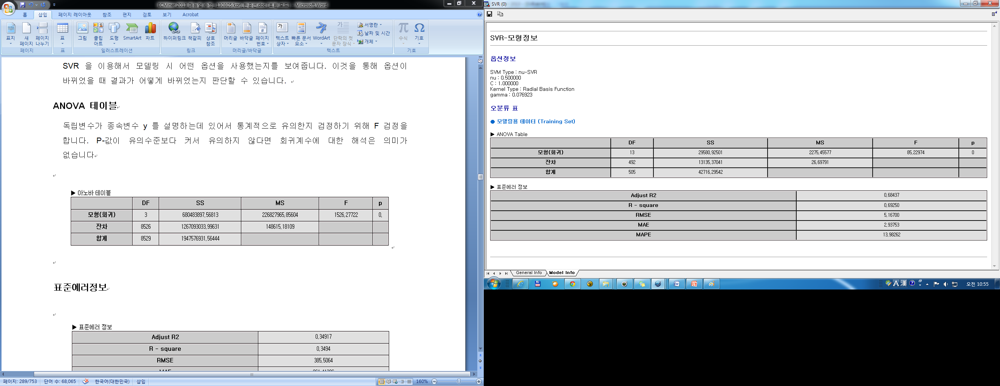 ECMiner 2013 매뉴얼 수정_ 130805(kor)_한윤선.doc [호환 모드] - Microsoft Word
홈 삽입 페이지 레이아웃 참조 편지 검토 보기 Acrobat
표지 새 페이지 페이지 나누기 표 그림 클립 아트 도형 SmartArt 차트 하이퍼링크 책갈피 상호 참조 머리글 바닥글 페이지 번호 텍스트 상자 빠른 문서 요소 WordArt 단락의 첫 문자 장식 서명란 날짜 및 시간 개체 수식 기호
페이지 표 일러스트레이션 링크 머리글/바닥글 텍스트 기호
SVR 을 이용해서 모델링 시 어떤 옵션을 사용했는지를 보여줍니다. 이것을 통해 옵션이
바뀌었을 때 결과가 어떻게 바뀌었는지 판단할 수 있습니다.
ANOVA 테이블
독립변수가 종속변수 y 를 설명하는데 있어서 통계적으로 유의한지 검정하기 위해 F 검정을
합니다. P-값이 유의수준보다 커서 유의하지 않다면 회귀계수에 대한 해석은 의미가
없습니다
▶ 아노바 테이블
DF SS MS F p
모형(회귀) 3 680483897,56813 226827965,85604 1526,27722 0,
잔차 8526 1267093033,99631 148615,18109
합계 8529 1947576931,56444
표준에러정보
▶ 표준에러 정보
Adjust R2 0,34917
R - square 0,3494
RMSE 385,5064
페이지: 289/753 단어 수: 68,065 한국어(대한민국) 삽입 160%
SVR (0)
SVR-모형정보
옵션정보
SVM Type : nu-SVR
nu : 0.500000
C : 1.000000
Kernel Type : Radial Basis Function
gamma : 0.076923
오분류 표
● 모델링용 데이터 (Training Set)
▶ ANOVA Table
DF SS MS F p
모형(회귀) 13 29580,92501 2275,45577 85,22974 0
잔차 492 13135,37041 26,69791
합계 505 42716,29542
▶ 표준에러 정보
Adjust R2 0,68437
R - square 0,69250
RMSE 5,16700
MAE 2,93753
MAPE 13,98262
General Info Model Info
A 漢 오전 10:55